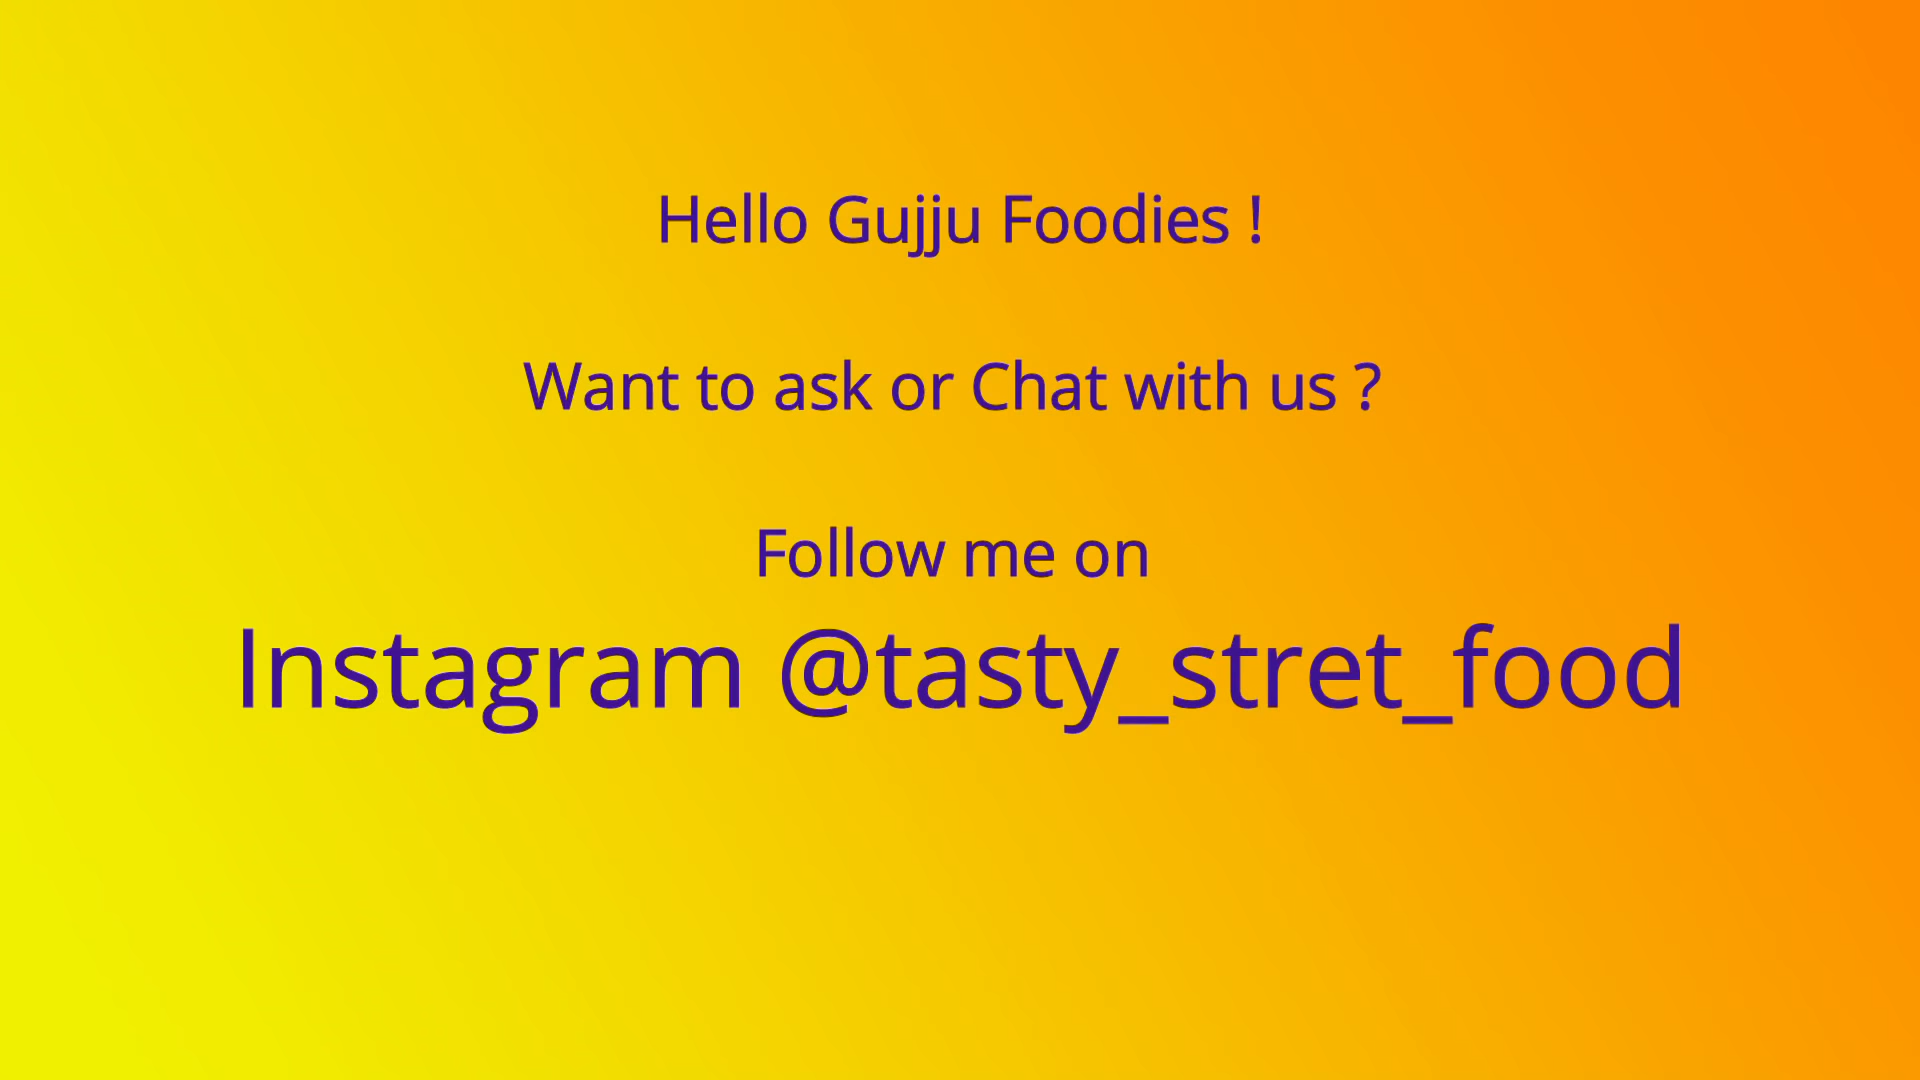 Hello Gujju Foodies !
Want to ask or Chat with us ?
Follow me on
Instagram @tasty_stret_food